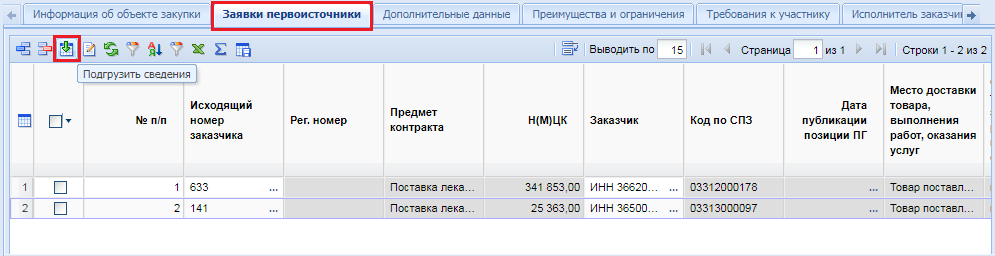 Информация об объекте закупки Заявки первоисточники Дополнительные данные Преимущества и ограничения Требования к участнику Исполнитель заказчик
Выводить по 15 Страница 1 из 1 Строки 1 - 2 из 2
Подгрузить сведения
№ п/п
Исходящий
номер
заказчика
Рег. номер
Предмет
контракта
Н(М)ЦК
Заказчик
Код по СПЗ
Дата
публикации
позиции ПГ
Место доставки
товара,
выполнения
работ, оказания
услуг
1 1 633 ... Поставка лека... 341 853,00 ИНН 36620... ... 03312000178 ... Товар поставл...
2 2 141 ... Поставка лека... 25 363,00 ИНН 36500... ... 03313000097 ... Товар поставл...